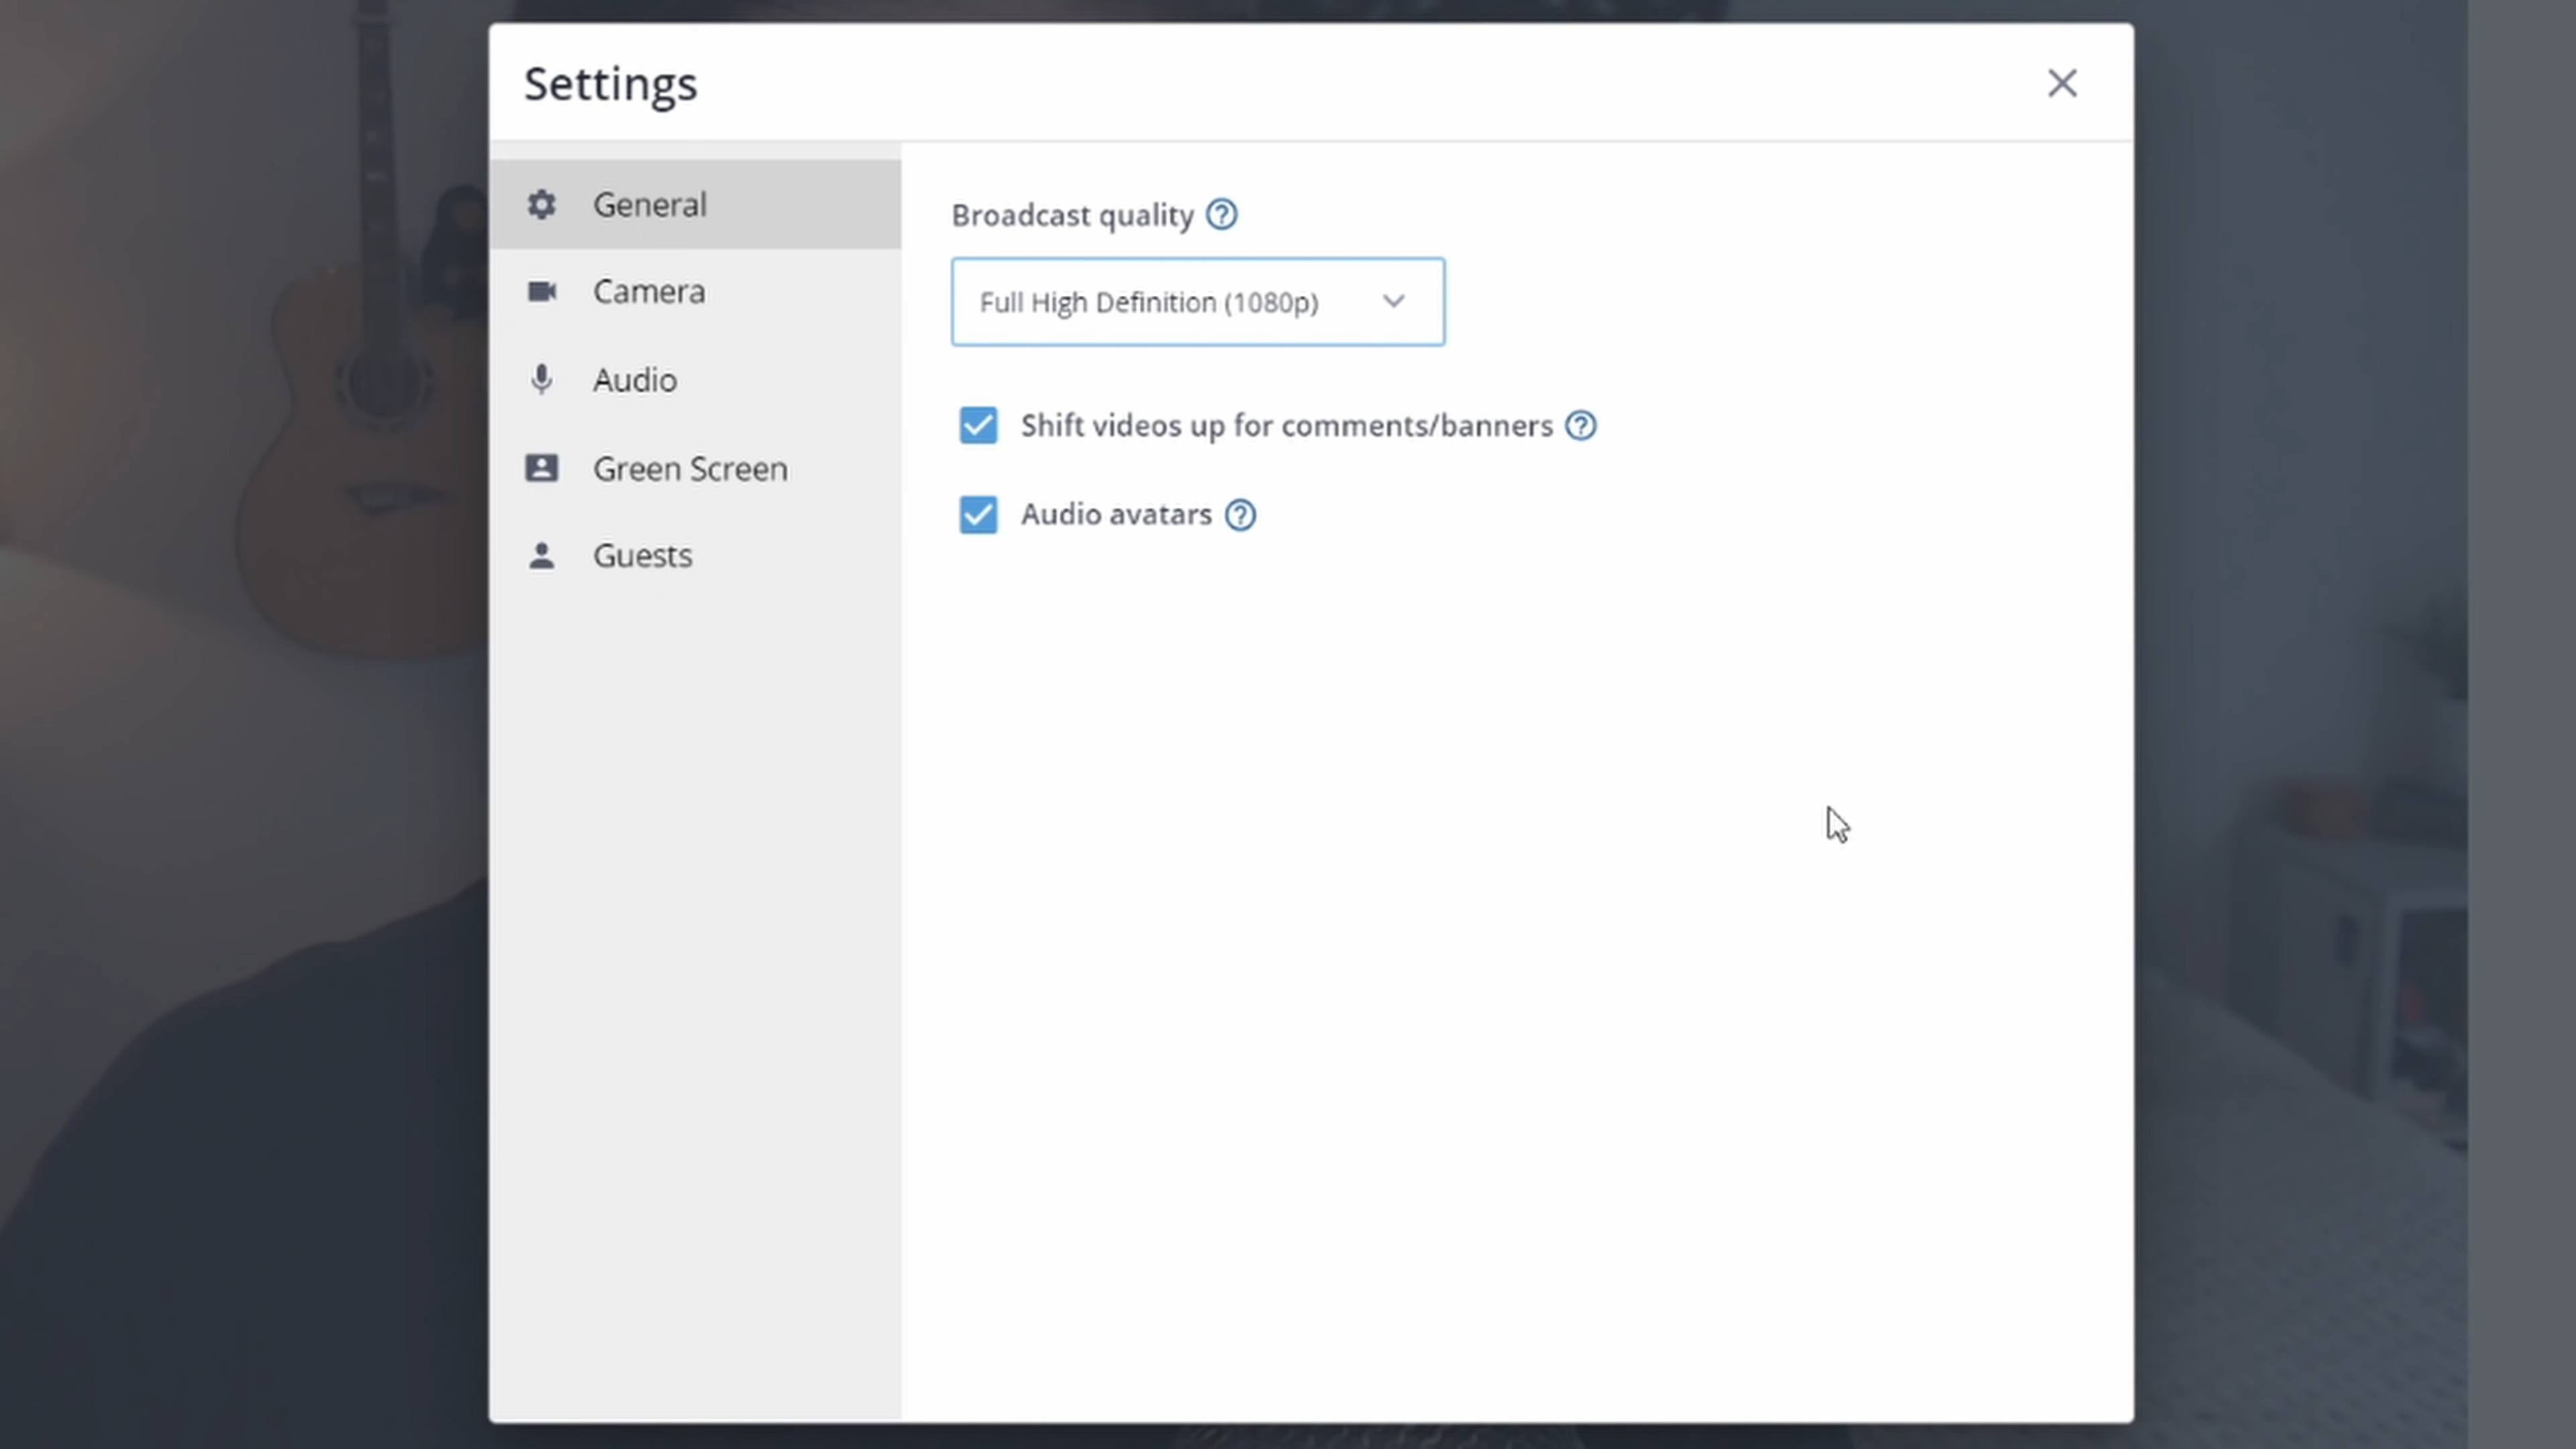 Settings
General
Camera
Audio
Green Screen
Guests
Broadcast quality
Full High Definition (1080p)
Shift videos up for comments/banners
Audio avatars